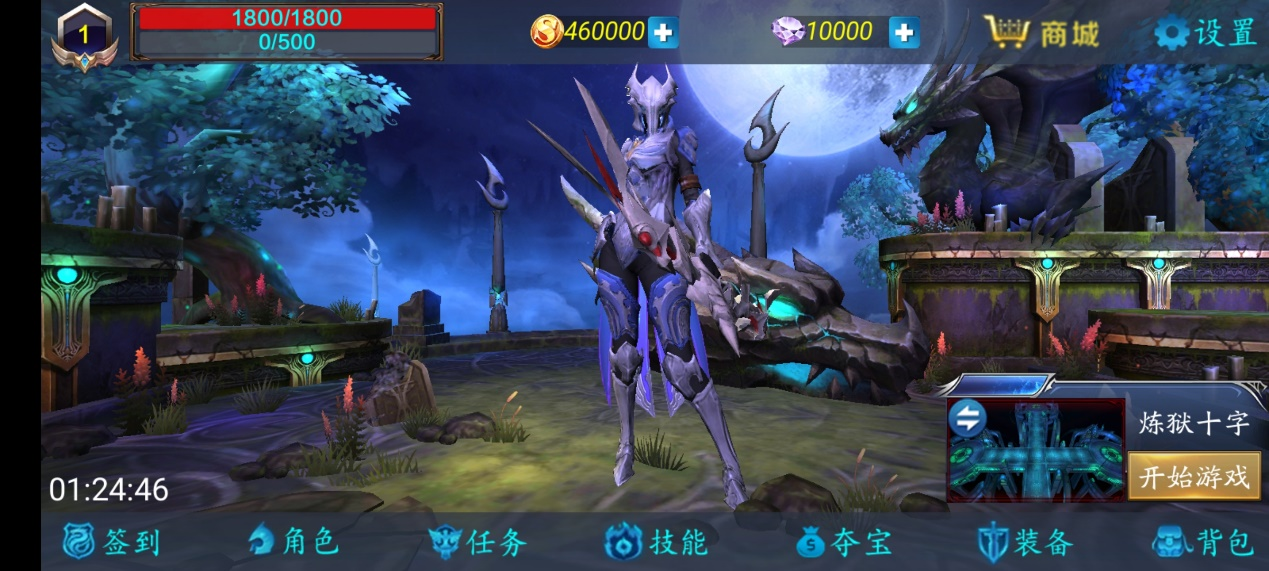 1
1800/1800
0/500
460000
10000
商城
设置
炼狱十字
开始游戏
01:24:46
签到
角色
任务
技能
夺宝
装备
背包